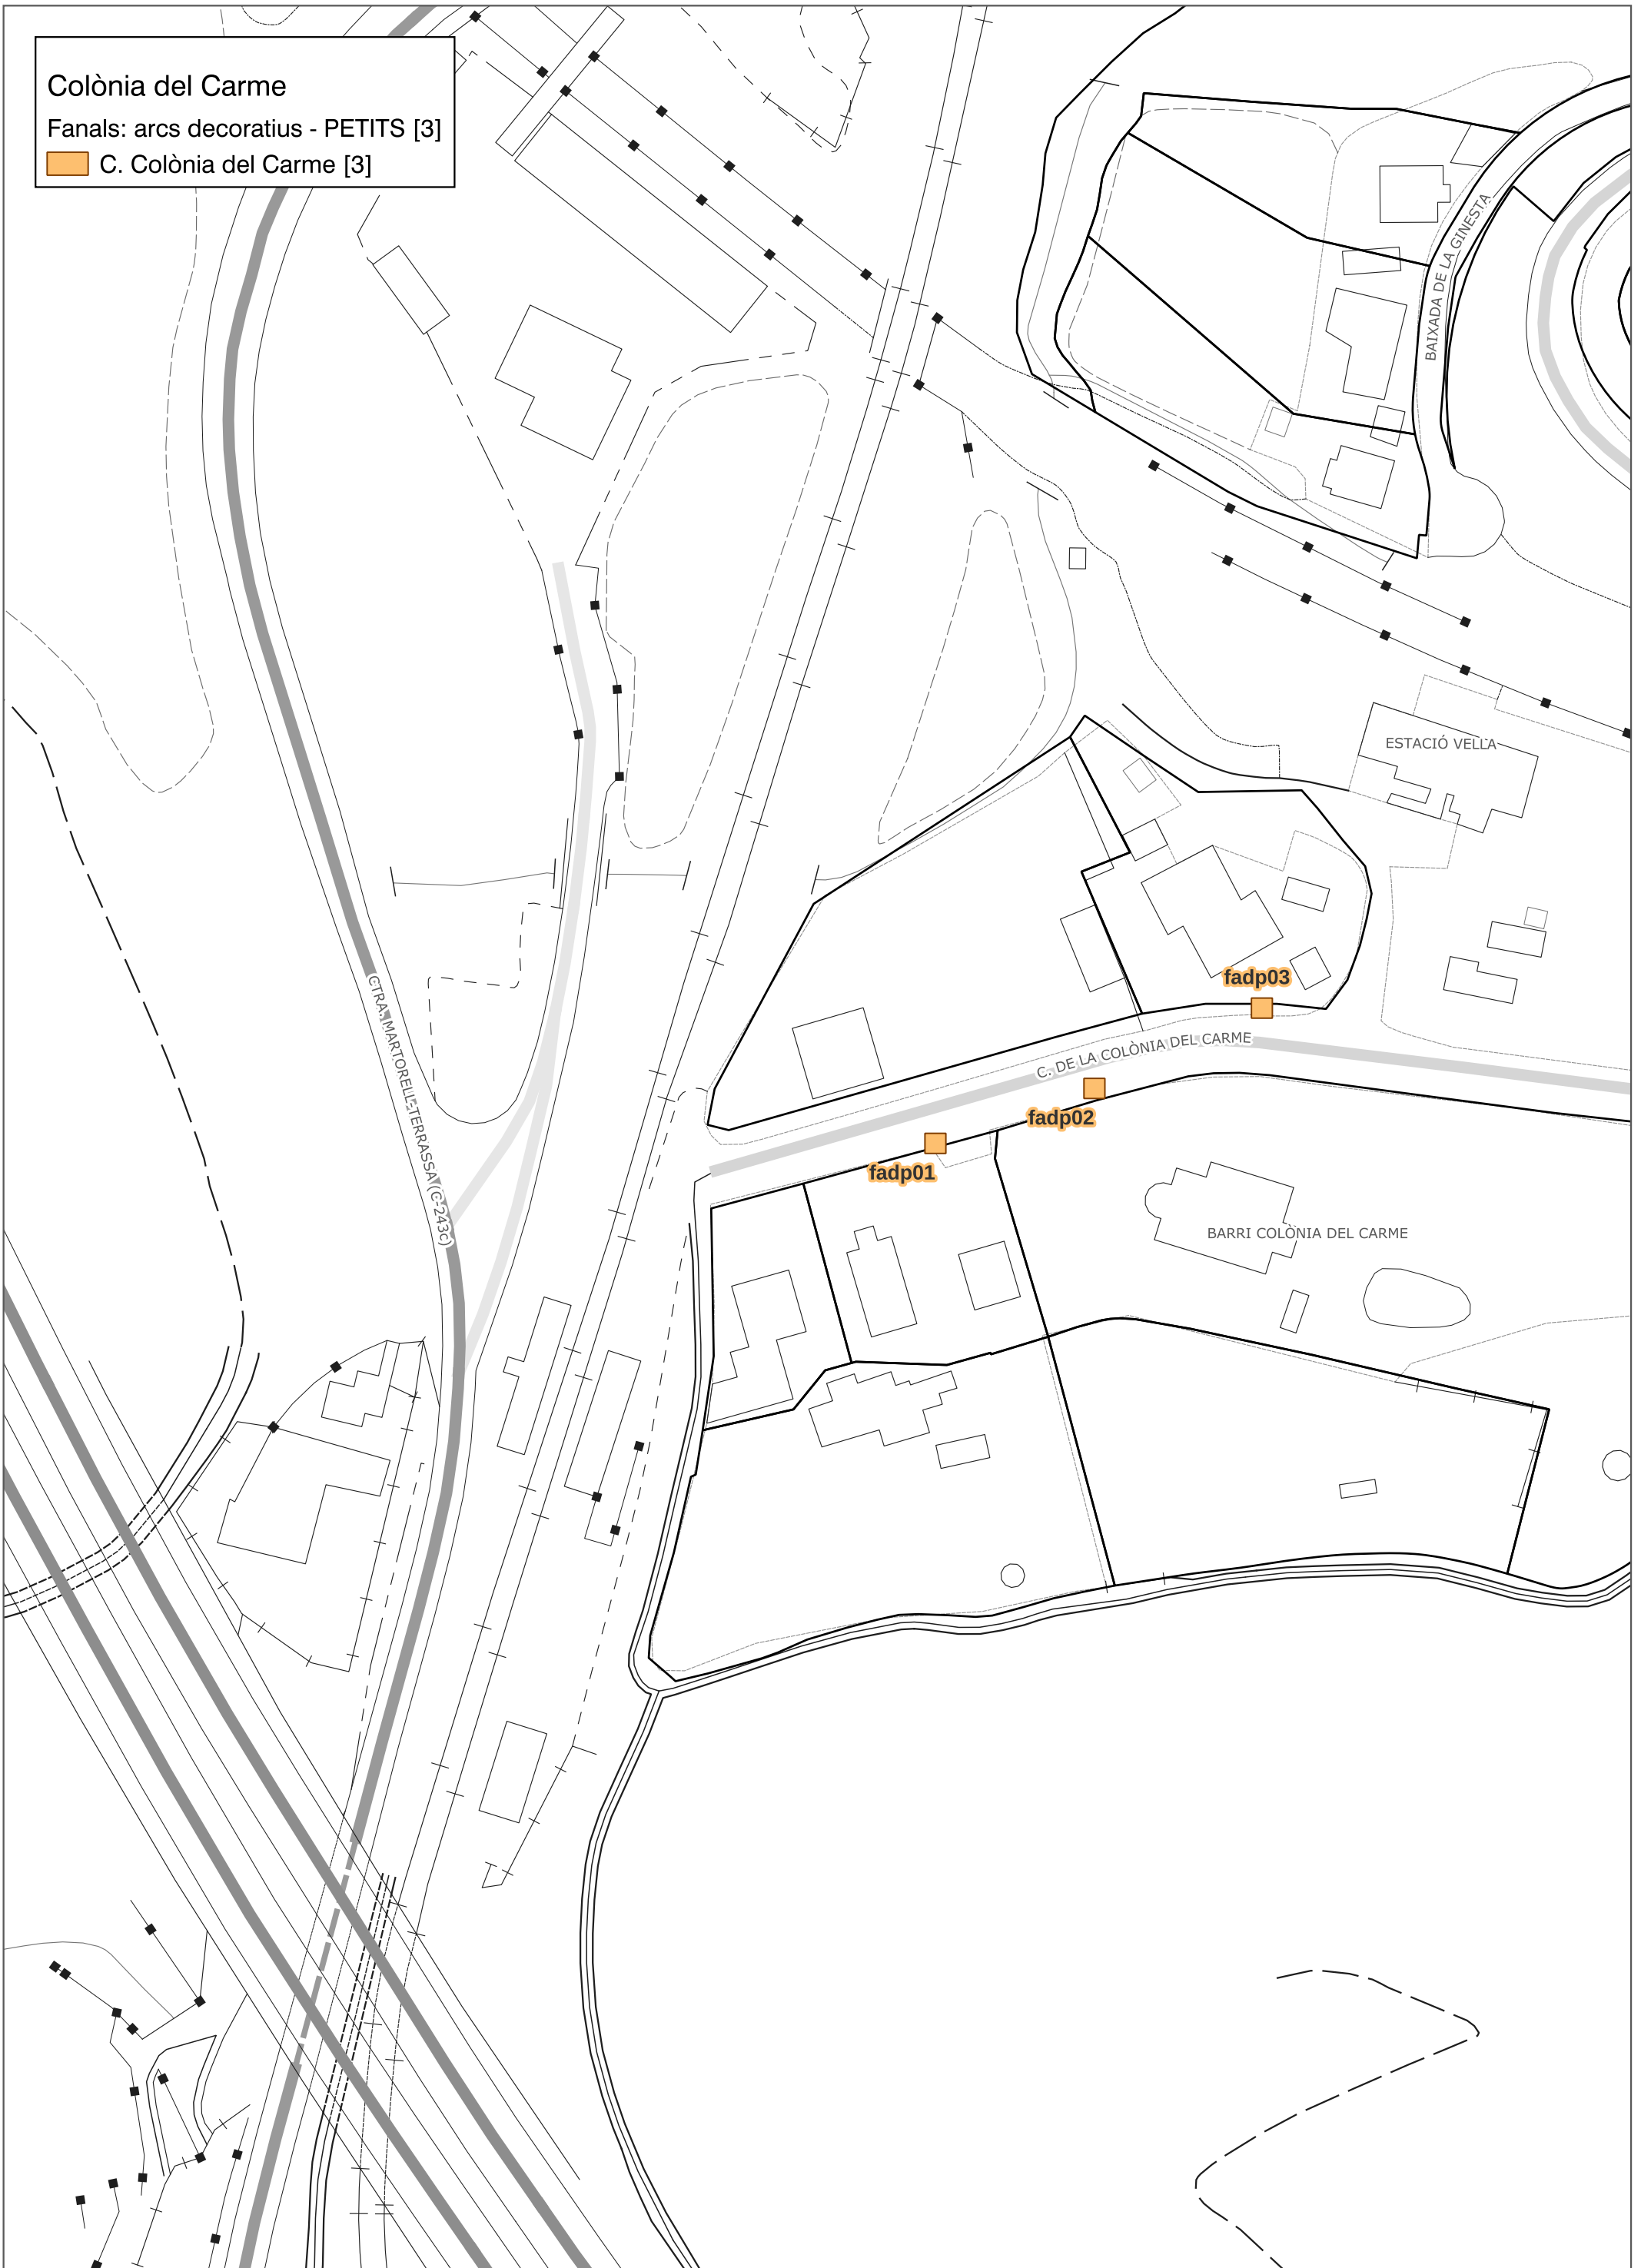 Colònia del Carme
Fanals: arcs decoratius - PETITS [3]
C. Colònia del Carme [3]
BAIXADA DE LA GINESTA
ESTACIÓ VELLA
fadp03
C. DE LA COLÒNIA DEL CARME
fadp02
fadp01
CTRA. MARTORELL-TERRASSA (C-243c)
BARRI COLÒNIA DEL CARME